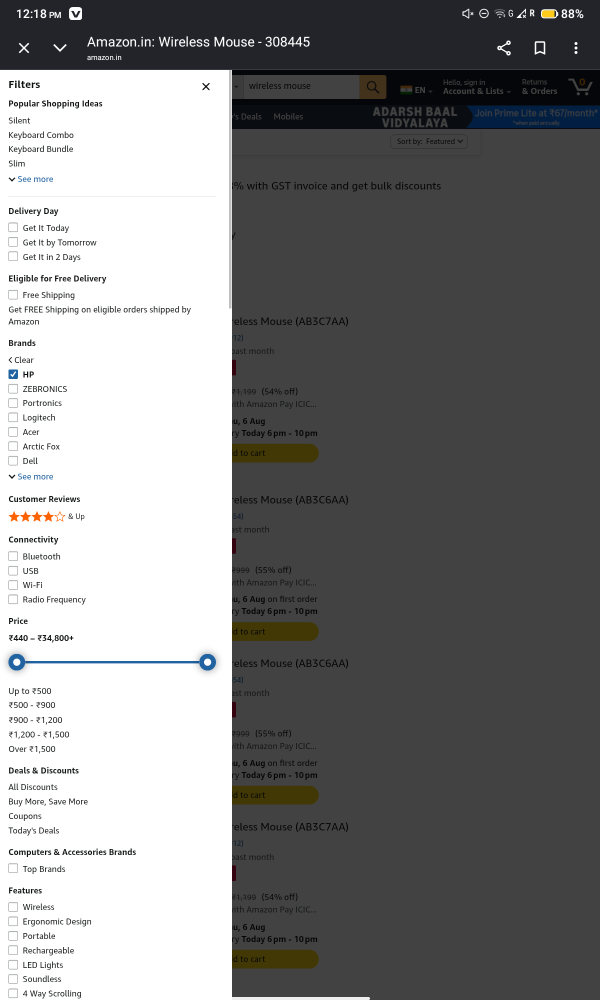 12:18 PM
G R 88%
Amazon.in: Wireless Mouse - 308445
amazon.in
Filters
Popular Shopping Ideas
Silent
Keyboard Combo
Keyboard Bundle
Slim
See more
Delivery Day
Get It Today
Get It by Tomorrow
Get It in 2 Days
Eligible for Free Delivery
Free Shipping
Get FREE Shipping on eligible orders shipped by
Amazon
Brands
Clear
HP
ZEBRONICS
Portronics
Logitech
Acer
Arctic Fox
Dell
See more
Customer Reviews
& Up
Connectivity
Bluetooth
USB
Wi-Fi
Radio Frequency
Price
₹440 – ₹34,800+
Up to ₹500
₹500 - ₹900
₹900 - ₹1,200
₹1,200 - ₹1,500
Over ₹1,500
Deals & Discounts
All Discounts
Buy More, Save More
Coupons
Today's Deals
Computers & Accessories Brands
Top Brands
Features
Wireless
Ergonomic Design
Portable
Rechargeable
LED Lights
Soundless
4 Way Scrolling
wireless mouse
EN
Hello, sign in
Account & Lists
Returns
& Orders
0
's Deals Mobiles
ADARSH BAAL
VIDYALAYA
Join Prime Lite at ₹67/month*
*when paid annually
Sort by: Featured
% with GST invoice and get bulk discounts
y
reless Mouse (AB3C7AA)
12)
past month
₹1,199 (54% off)
with Amazon Pay ICIC...
u, 6 Aug
ry Today 6 pm - 10 pm
d to cart
reless Mouse (AB3C6AA)
54)
ast month
₹999 (55% off)
with Amazon Pay ICIC...
u, 6 Aug on first order
ry Today 6 pm - 10 pm
d to cart
reless Mouse (AB3C6AA)
54)
ast month
₹999 (55% off)
with Amazon Pay ICIC...
u, 6 Aug on first order
ry Today 6 pm - 10 pm
d to cart
reless Mouse (AB3C7AA)
12)
past month
₹1,199 (54% off)
with Amazon Pay ICIC...
u, 6 Aug
ry Today 6 pm - 10 pm
d to cart